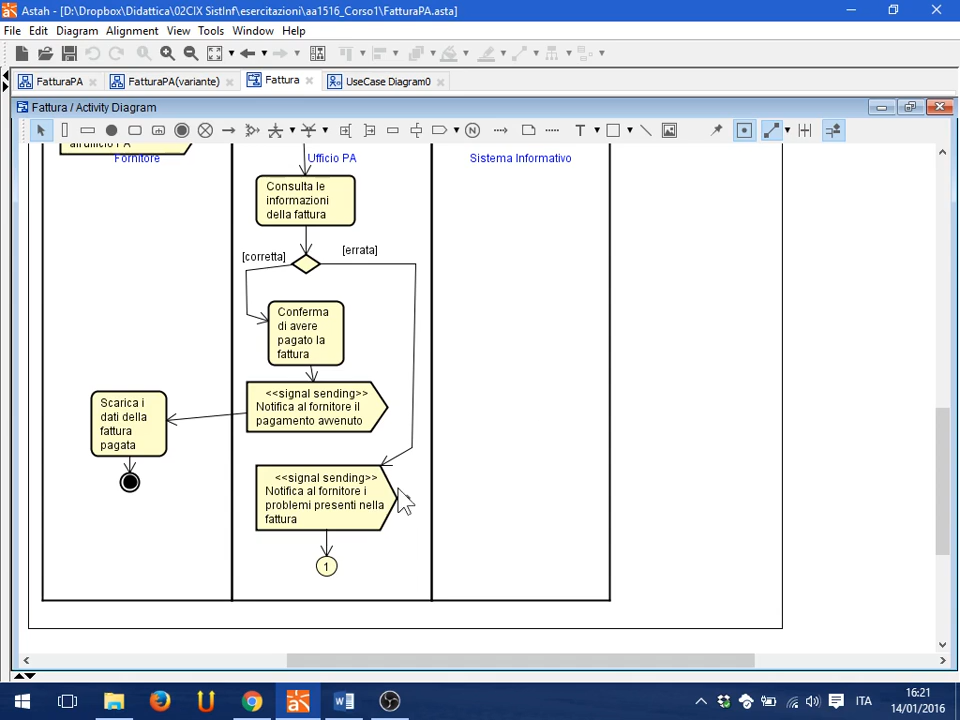 Astah - [D:\Dropbox\Didattica\02CIX SistInf\esercitazioni\aa1516_Corso1\FatturaPA.asta]
File Edit Diagram Alignment View Tools Window Help
FatturaPA FatturaPA(variante) Fattura UseCase Diagram0
Fattura / Activity Diagram
N T
all'ufficio PA
Fornitore Ufficio PA Sistema Informativo
Consulta le
informazioni
della fattura
[corretta] [errata]
Conferma
di avere
pagato la
fattura
<<signal sending>>
Notifica al fornitore il
pagamento avvenuto
Scarica i
dati della
fattura
pagata
<<signal sending>>
Notifica al fornitore i
problemi presenti nella
fattura
1
ITA
16:21
14/01/2016